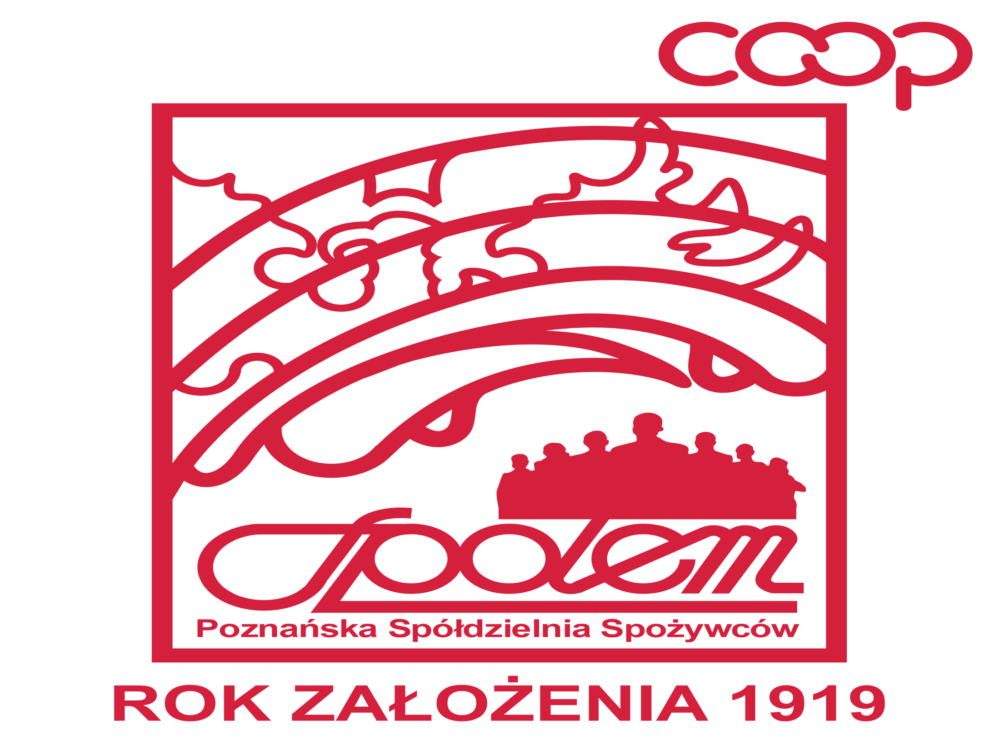 coop
społem
Poznańska Spółdzielnia Spożywców
ROK ZAŁOŻENIA 1919